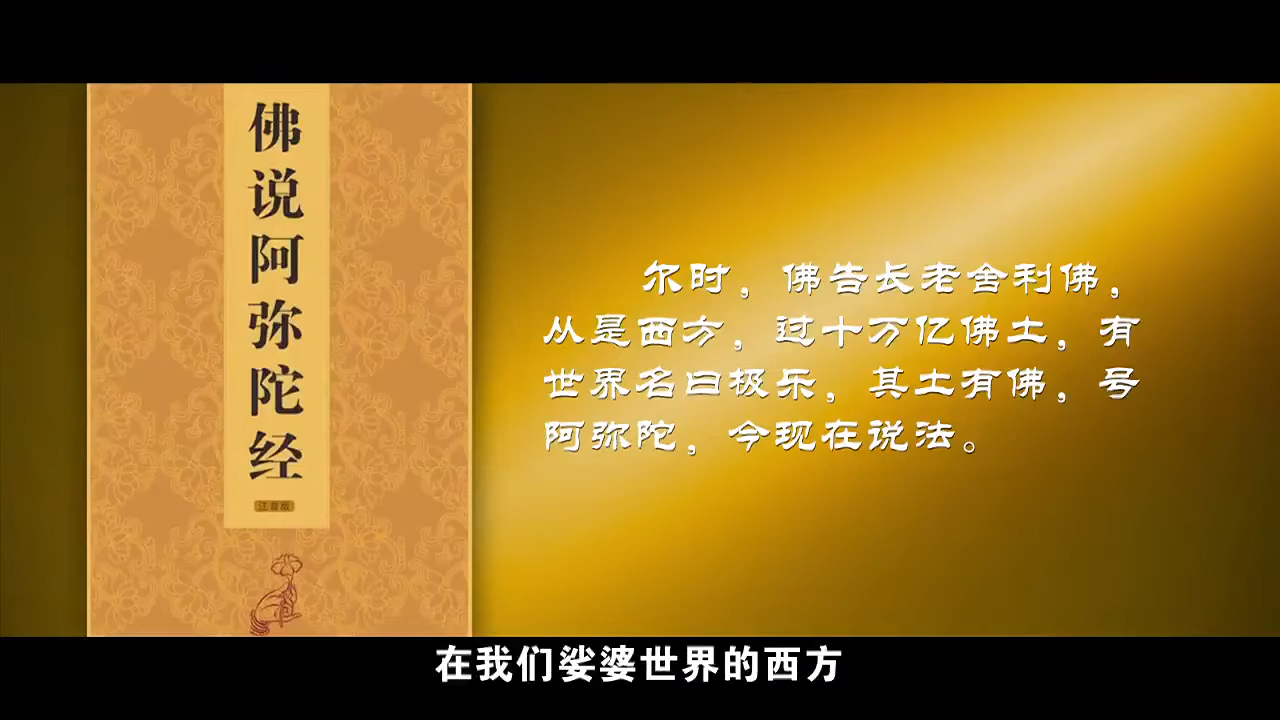 佛说阿弥陀经
注音版
尔时，佛告长老舍利佛，
从是西方，过十万亿佛土，有
世界名曰极乐，其土有佛，号
阿弥陀，今现在说法。
在我们娑婆世界的西方